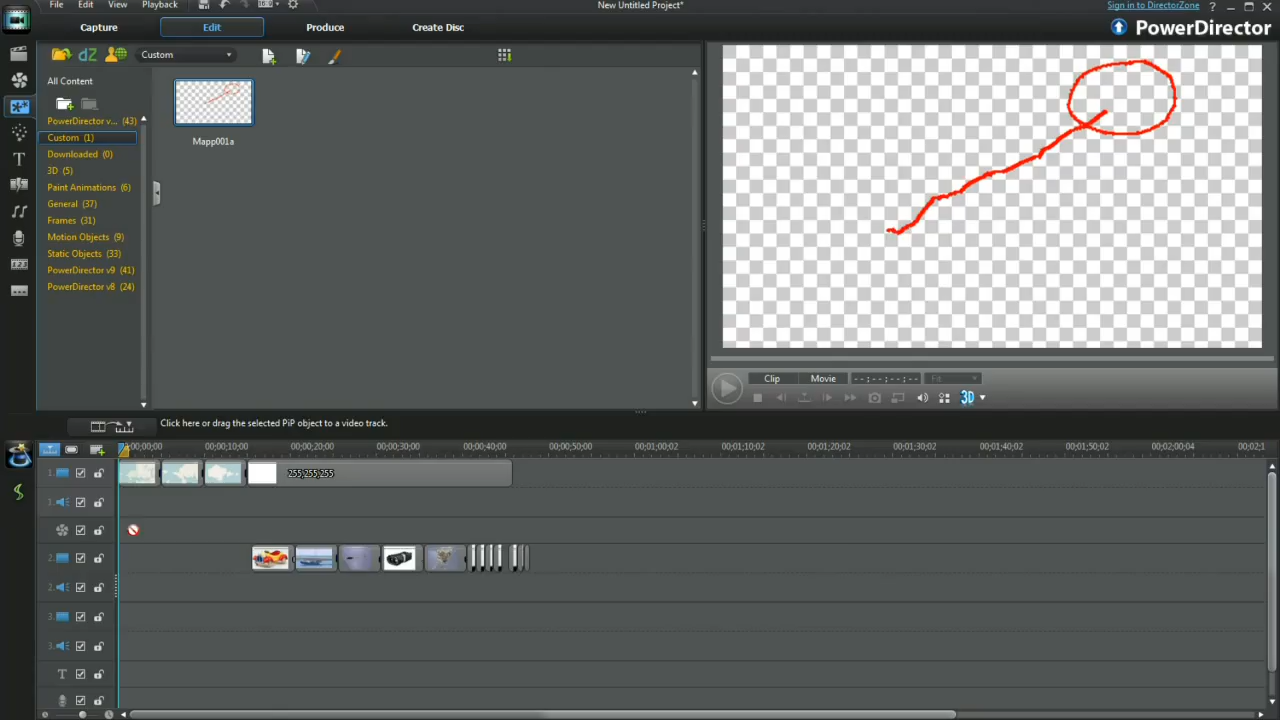 File Edit View Playback New Untitled Project* Sign in to DirectorZone ?
Capture Edit Produce Create Disc PowerDirector
dZ Custom
All Content
PowerDirector v... (43)
Custom (1)
Downloaded (0)
3D (5)
Paint Animations (6)
General (37)
Frames (31)
Motion Objects (9)
Static Objects (33)
PowerDirector v9 (41)
PowerDirector v8 (24)
Mapp001a
Clip Movie --:--:--:-- Fit
3D
Click here or drag the selected PiP object to a video track.
00:00:10:00 00:00:20:00 00:00:30:00 00:00:40:00 00:00:50:00 00:01:00:02 00:01:10:02 00:01:20:02 00:01:30:02 00:01:40:02 00:01:50:02 00:02:00:04
1. 255;255;255
1.
2.
2.
3.
3.
T